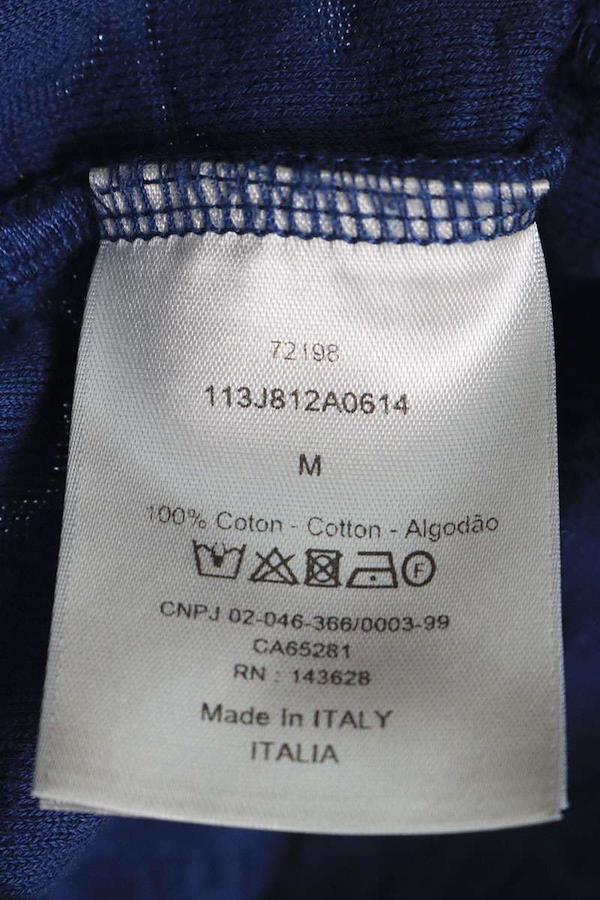 72198
113J812A0614
M
100% Coton - Cotton - Algodão
F
CNPJ 02-046-366/0003-99
CA65281
RN : 143628
Made In ITALY
ITALIA